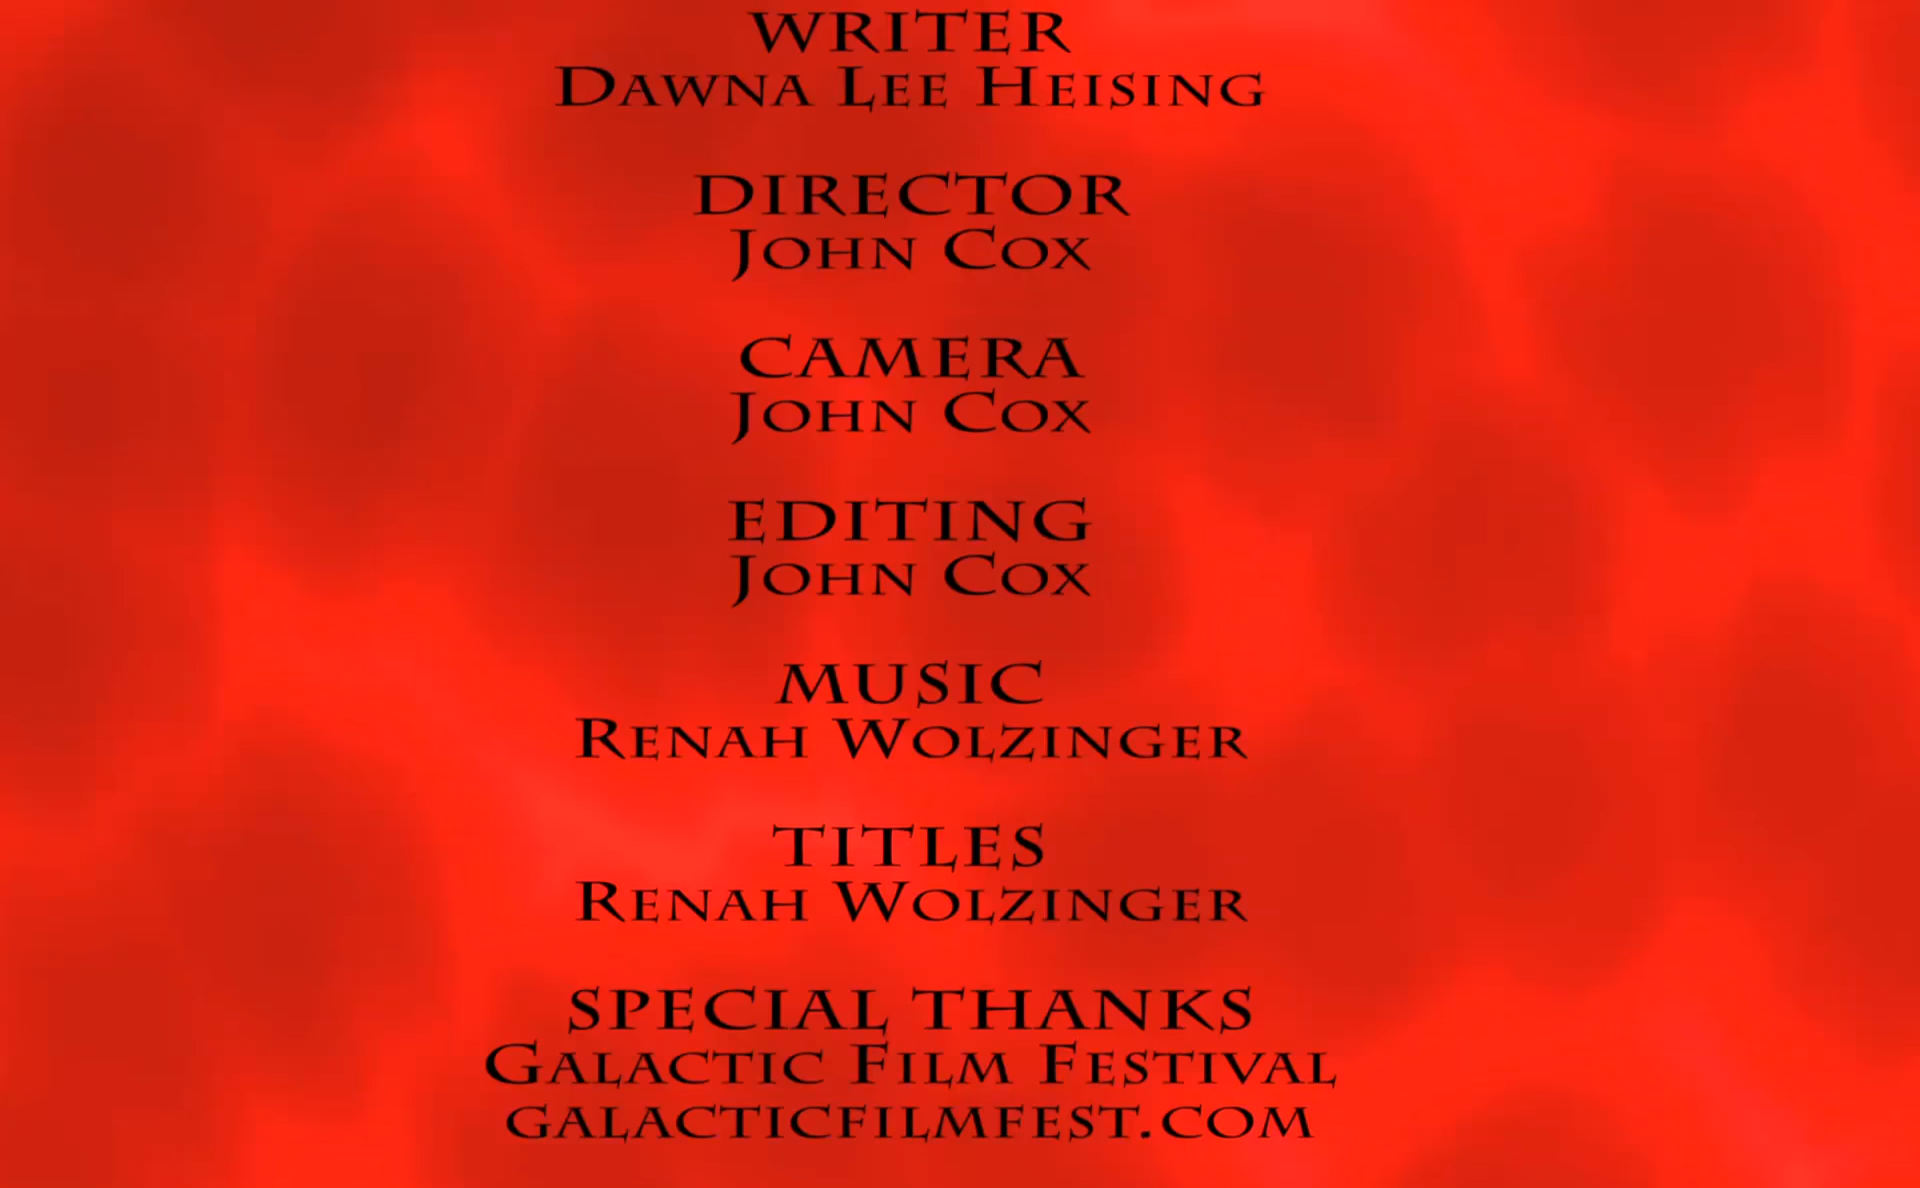 WRITER
Dawna Lee Heising
DIRECTOR
John Cox
CAMERA
John Cox
EDITING
John Cox
MUSIC
Renah Wolzinger
TITLES
Renah Wolzinger
SPECIAL THANKS
Galactic Film Festival
galacticfilmfest.com